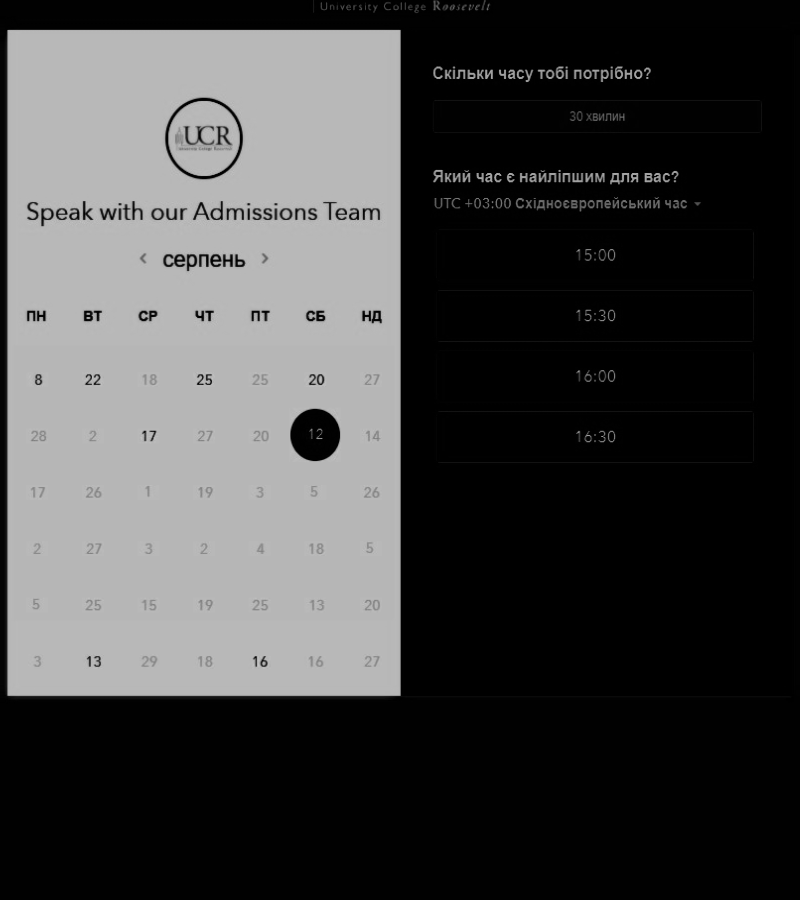 University College Roosevelt
UCR
University College Roosevelt
Speak with our Admissions Team
серпень
ПН ВТ СР ЧТ ПТ СБ НД
8 22 18 25 25 20 27
28 2 17 27 20 12 14
17 26 1 19 3 5 26
2 27 3 2 4 18 5
5 25 15 19 25 13 20
3 13 29 18 16 16 27
Скільки часу тобі потрібно?
30 хвилин
Який час є найліпшим для вас?
UTC +03:00 Східноєвропейський час
15:00
15:30
16:00
16:30